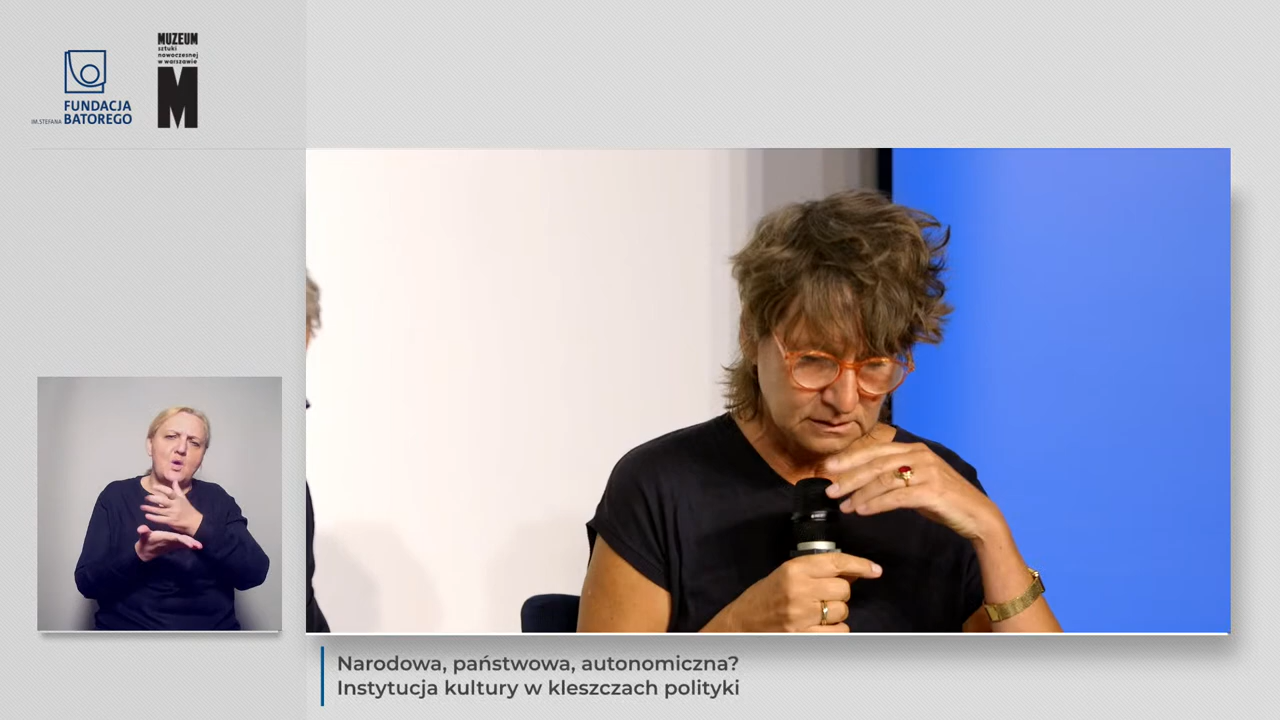 FUNDACJA
IM. STEFANA BATOREGO
MUZEUM
sztuki
nowoczesnej
w warszawie
M
Narodowa, państwowa, autonomiczna?
Instytucja kultury w kleszczach polityki